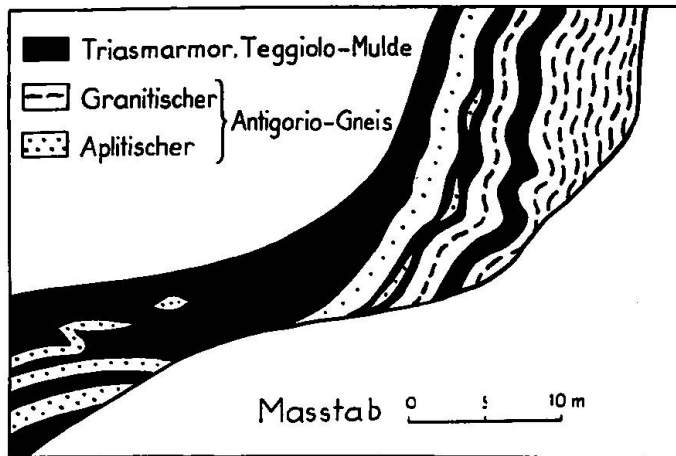 Triasmarmor, Teggiolo-Mulde
Granitischer
Antigorio-Gneis
Aplitischer
Masstab 0 5 10 m